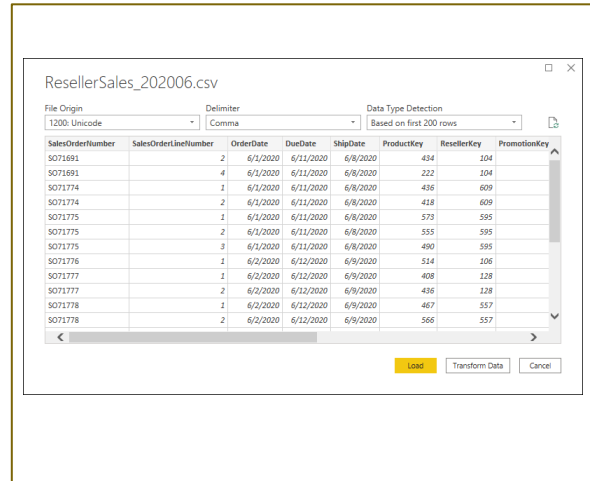 ResellerSales_202006.csv
File Origin Delimiter Data Type Detection
1200: Unicode Comma Based on first 200 rows
SalesOrderNumber SalesOrderLineNumber OrderDate DueDate ShipDate ProductKey ResellerKey PromotionKey
SO71691 2 6/1/2020 6/11/2020 6/8/2020 434 104
SO71691 4 6/1/2020 6/11/2020 6/8/2020 222 104
SO71774 1 6/1/2020 6/11/2020 6/8/2020 436 609
SO71774 2 6/1/2020 6/11/2020 6/8/2020 418 609
SO71775 1 6/1/2020 6/11/2020 6/8/2020 573 595
SO71775 2 6/1/2020 6/11/2020 6/8/2020 555 595
SO71775 3 6/1/2020 6/11/2020 6/8/2020 490 595
SO71776 1 6/2/2020 6/12/2020 6/9/2020 514 106
SO71777 1 6/2/2020 6/12/2020 6/9/2020 408 128
SO71777 2 6/2/2020 6/12/2020 6/9/2020 436 128
SO71778 1 6/2/2020 6/12/2020 6/9/2020 467 557
SO71778 2 6/2/2020 6/12/2020 6/9/2020 566 557
Load Transform Data Cancel